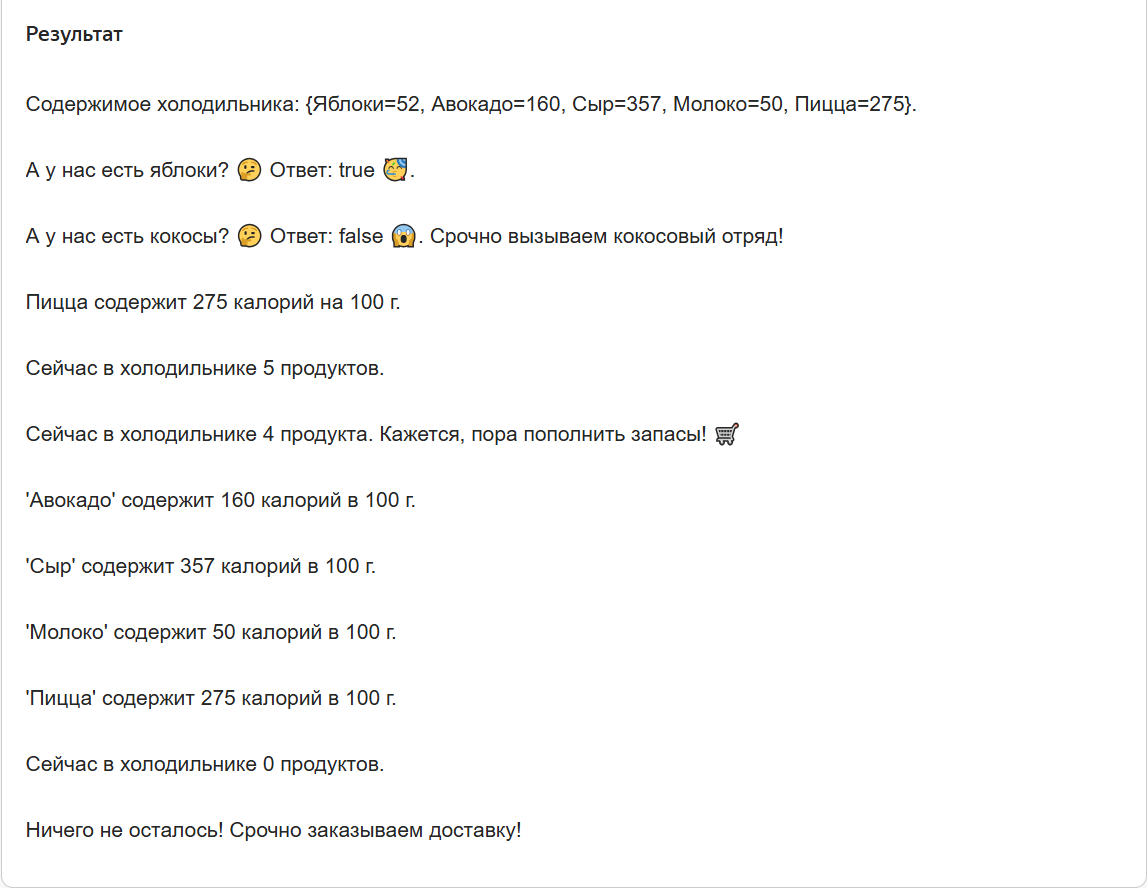 Результат
Содержимое холодильника: {Яблоки=52, Авокадо=160, Сыр=357, Молоко=50, Пицца=275}.
А у нас есть яблоки? 🤔 Ответ: true 🥳.
А у нас есть кокосы? 🤔 Ответ: false 😱. Срочно вызываем кокосовый отряд!
Пицца содержит 275 калорий на 100 г.
Сейчас в холодильнике 5 продуктов.
Сейчас в холодильнике 4 продукта. Кажется, пора пополнить запасы! 🛒
'Авокадо' содержит 160 калорий в 100 г.
'Сыр' содержит 357 калорий в 100 г.
'Молоко' содержит 50 калорий в 100 г.
'Пицца' содержит 275 калорий в 100 г.
Сейчас в холодильнике 0 продуктов.
Ничего не осталось! Срочно заказываем доставку!